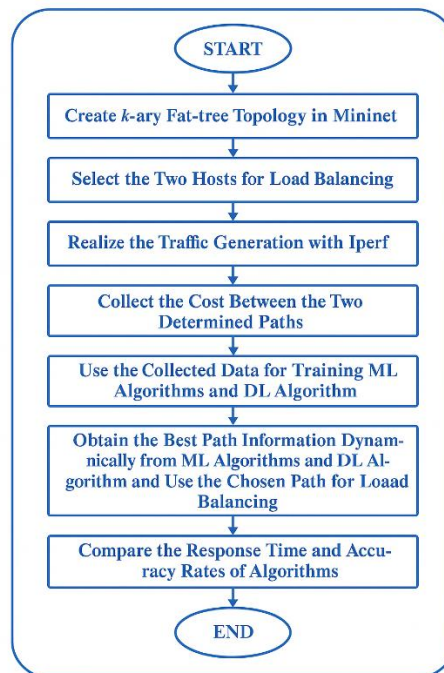 START
Create k-ary Fat-tree Topology in Mininet
Select the Two Hosts for Load Balancing
Realize the Traffic Generation with Iperf
Collect the Cost Between the Two
Determined Paths
Use the Collected Data for Training ML
Algorithms and DL Algorithm
Obtain the Best Path Information Dynam-
nically from ML Algorithms and DL Al-
gorithm and Use the Chosen Path for Loaad
Balancing
Compare the Response Time and Accu-
racy Rates of Algorithms
END